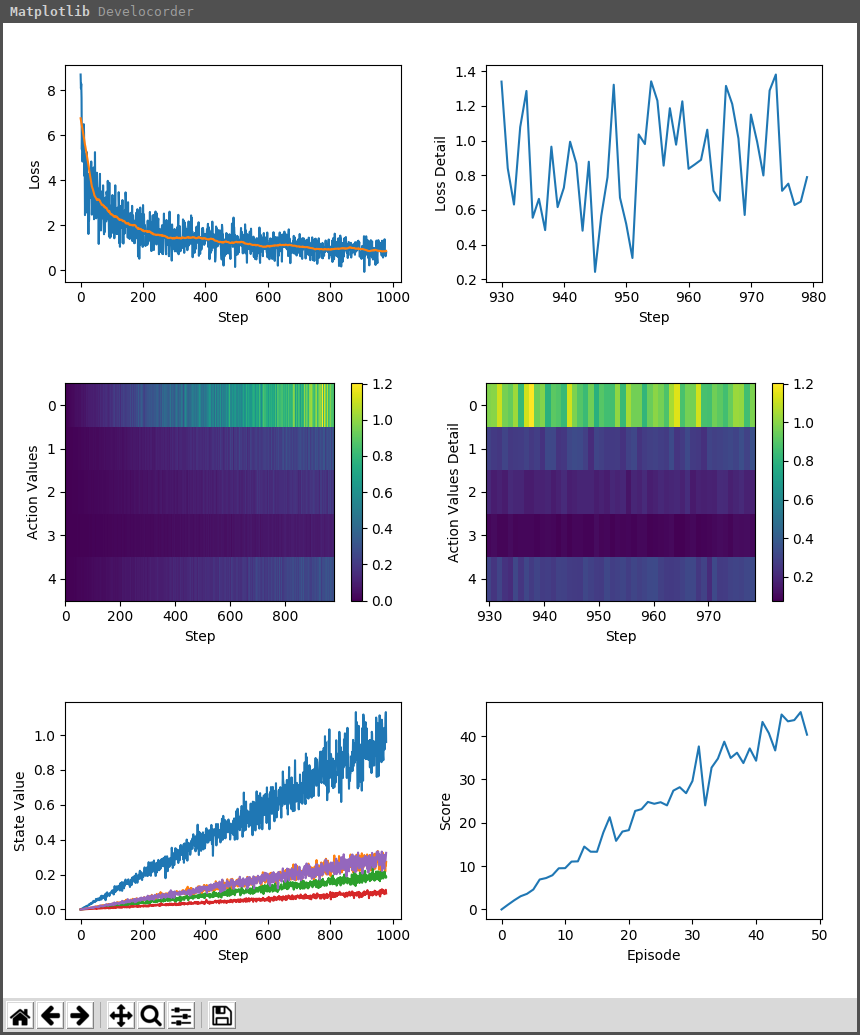 Matplotlib Develocorder
Loss
8
6
4
2
0
0 200 400 600 800 1000
Step
Loss Detail
1.4
1.2
1.0
0.8
0.6
0.4
0.2
930 940 950 960 970 980
Step
Action Values
0
1
2
3
4
0 200 400 600 800
Step
1.2
1.0
0.8
0.6
0.4
0.2
0.0
Action Values Detail
0
1
2
3
4
930 940 950 960 970
Step
1.2
1.0
0.8
0.6
0.4
0.2
State Value
1.0
0.8
0.6
0.4
0.2
0.0
0 200 400 600 800 1000
Step
Score
40
30
20
10
0
0 10 20 30 40 50
Episode